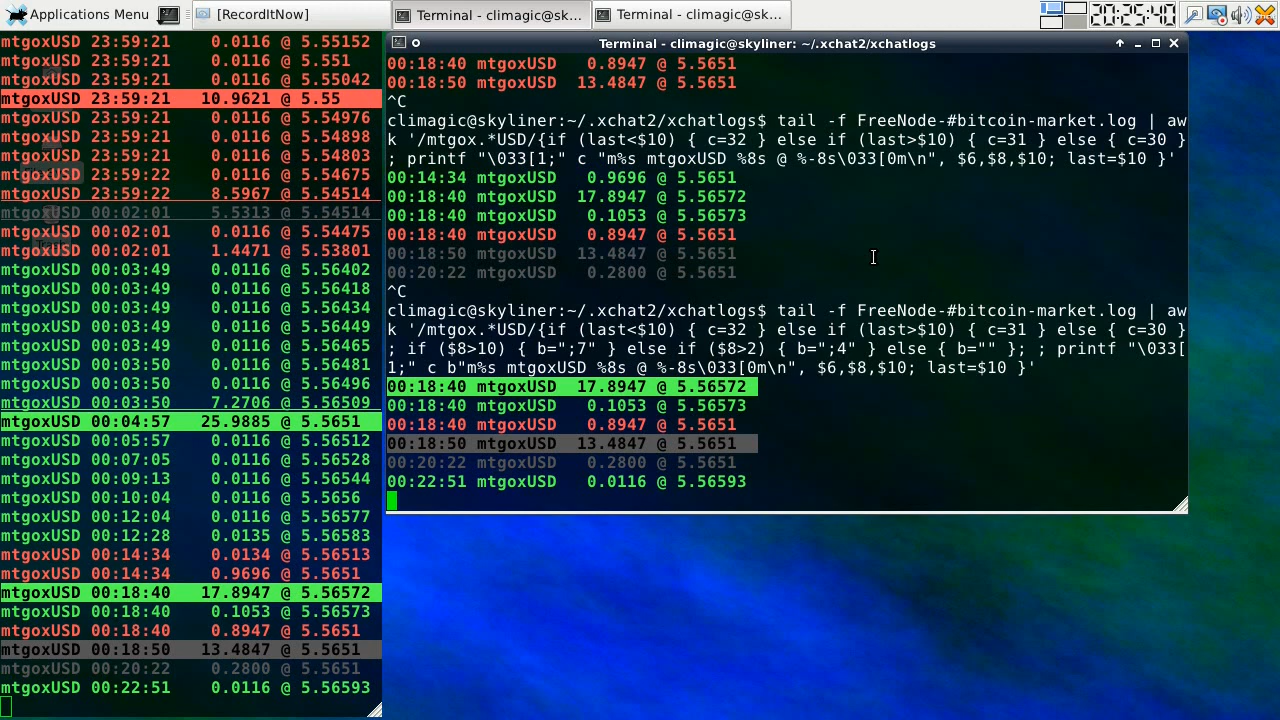 Applications Menu
[RecordItNow]
Terminal - climagic@sk...
Terminal - climagic@sk...
20:25:40
mtgoxUSD 23:59:21 0.0116 @ 5.55152
mtgoxUSD 23:59:21 0.0116 @ 5.551
mtgoxUSD 23:59:21 0.0116 @ 5.55042
mtgoxUSD 23:59:21 10.9621 @ 5.55
mtgoxUSD 23:59:21 0.0116 @ 5.54976
mtgoxUSD 23:59:21 0.0116 @ 5.54898
mtgoxUSD 23:59:21 0.0116 @ 5.54803
mtgoxUSD 23:59:22 0.0116 @ 5.54675
mtgoxUSD 23:59:22 8.5967 @ 5.54514
mtgoxUSD 00:02:01 5.5313 @ 5.54514
mtgoxUSD 00:02:01 0.0116 @ 5.54475
mtgoxUSD 00:02:01 1.4471 @ 5.53801
mtgoxUSD 00:03:49 0.0116 @ 5.56402
mtgoxUSD 00:03:49 0.0116 @ 5.56418
mtgoxUSD 00:03:49 0.0116 @ 5.56434
mtgoxUSD 00:03:49 0.0116 @ 5.56449
mtgoxUSD 00:03:50 0.0116 @ 5.56465
mtgoxUSD 00:03:50 0.0116 @ 5.56481
mtgoxUSD 00:03:50 0.0116 @ 5.56496
mtgoxUSD 00:03:50 7.2706 @ 5.56509
mtgoxUSD 00:04:57 25.9885 @ 5.5651
mtgoxUSD 00:05:57 0.0116 @ 5.56512
mtgoxUSD 00:07:05 0.0116 @ 5.56528
mtgoxUSD 00:09:13 0.0116 @ 5.56544
mtgoxUSD 00:10:04 0.0116 @ 5.5656
mtgoxUSD 00:12:04 0.0116 @ 5.56577
mtgoxUSD 00:12:28 0.0135 @ 5.56583
mtgoxUSD 00:14:34 0.0134 @ 5.56513
mtgoxUSD 00:14:34 0.9696 @ 5.5651
mtgoxUSD 00:18:40 17.8947 @ 5.56572
mtgoxUSD 00:18:40 0.1053 @ 5.56573
mtgoxUSD 00:18:40 0.8947 @ 5.5651
mtgoxUSD 00:18:50 13.4847 @ 5.5651
mtgoxUSD 00:20:22 0.2800 @ 5.5651
mtgoxUSD 00:22:51 0.0116 @ 5.56593
Terminal - climagic@skyliner: ~/.xchat2/xchatlogs
00:18:40 mtgoxUSD 0.8947 @ 5.5651
00:18:50 mtgoxUSD 13.4847 @ 5.5651
^C
climagic@skyliner:~/.xchat2/xchatlogs$ tail -f FreeNode-#bitcoin-market.log | aw
k '/mtgox.*USD/{if (last<$10) { c=32 } else if (last>$10) { c=31 } else { c=30 }
; printf "\033[1;" c "m%s mtgoxUSD %8s @ %-8s\033[0m\n", $6,$8,$10; last=$10 }'
00:14:34 mtgoxUSD 0.9696 @ 5.5651
00:18:40 mtgoxUSD 17.8947 @ 5.56572
00:18:40 mtgoxUSD 0.1053 @ 5.56573
00:18:40 mtgoxUSD 0.8947 @ 5.5651
00:18:50 mtgoxUSD 13.4847 @ 5.5651
00:20:22 mtgoxUSD 0.2800 @ 5.5651
^C
climagic@skyliner:~/.xchat2/xchatlogs$ tail -f FreeNode-#bitcoin-market.log | aw
k '/mtgox.*USD/{if (last<$10) { c=32 } else if (last>$10) { c=31 } else { c=30 }
; if ($8>10) { b=";7" } else if ($8>2) { b=";4" } else { b="" }; ; printf "\033[
1;" c b"m%s mtgoxUSD %8s @ %-8s\033[0m\n", $6,$8,$10; last=$10 }'
00:18:40 mtgoxUSD 17.8947 @ 5.56572
00:18:40 mtgoxUSD 0.1053 @ 5.56573
00:18:40 mtgoxUSD 0.8947 @ 5.5651
00:18:50 mtgoxUSD 13.4847 @ 5.5651
00:20:22 mtgoxUSD 0.2800 @ 5.5651
00:22:51 mtgoxUSD 0.0116 @ 5.56593